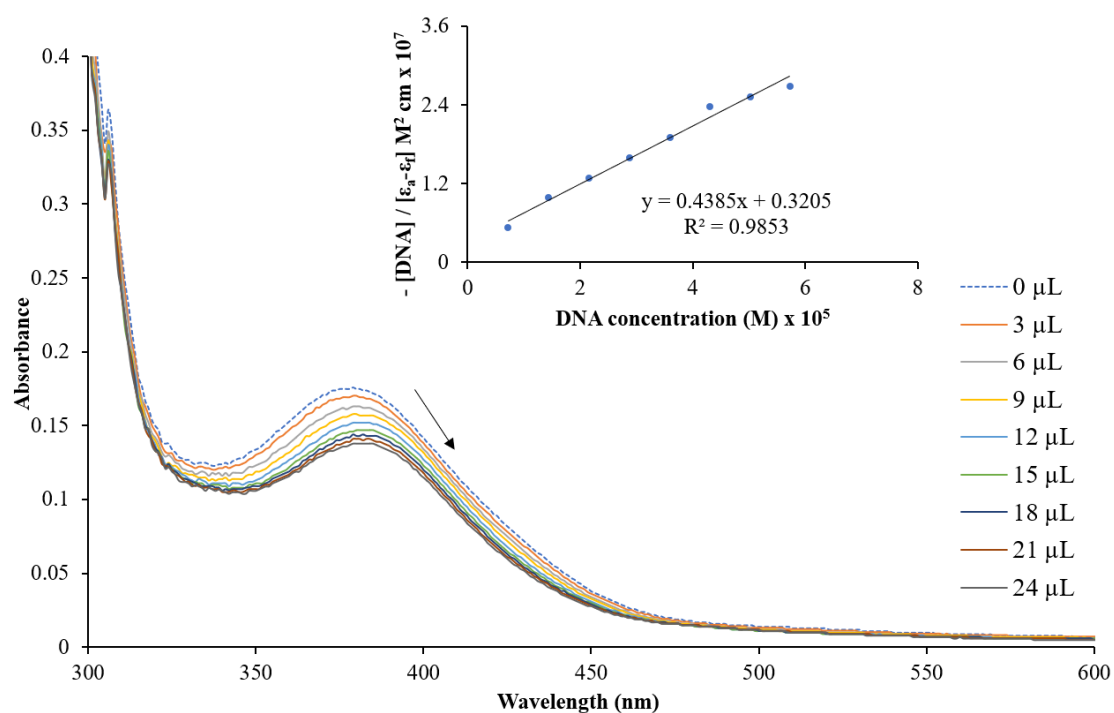 3.6
2.4
1.2
0
- [DNA] / [εa-εf] M² cm x 10⁷
y = 0.4385x + 0.3205
R² = 0.9853
0 2 4 6 8
DNA concentration (M) x 10⁵
0.4
0.35
0.3
0.25
0.2
0.15
0.1
0.05
0
Absorbance
300 350 400 450 500 550 600
Wavelength (nm)
0 µL
3 µL
6 µL
9 µL
12 µL
15 µL
18 µL
21 µL
24 µL